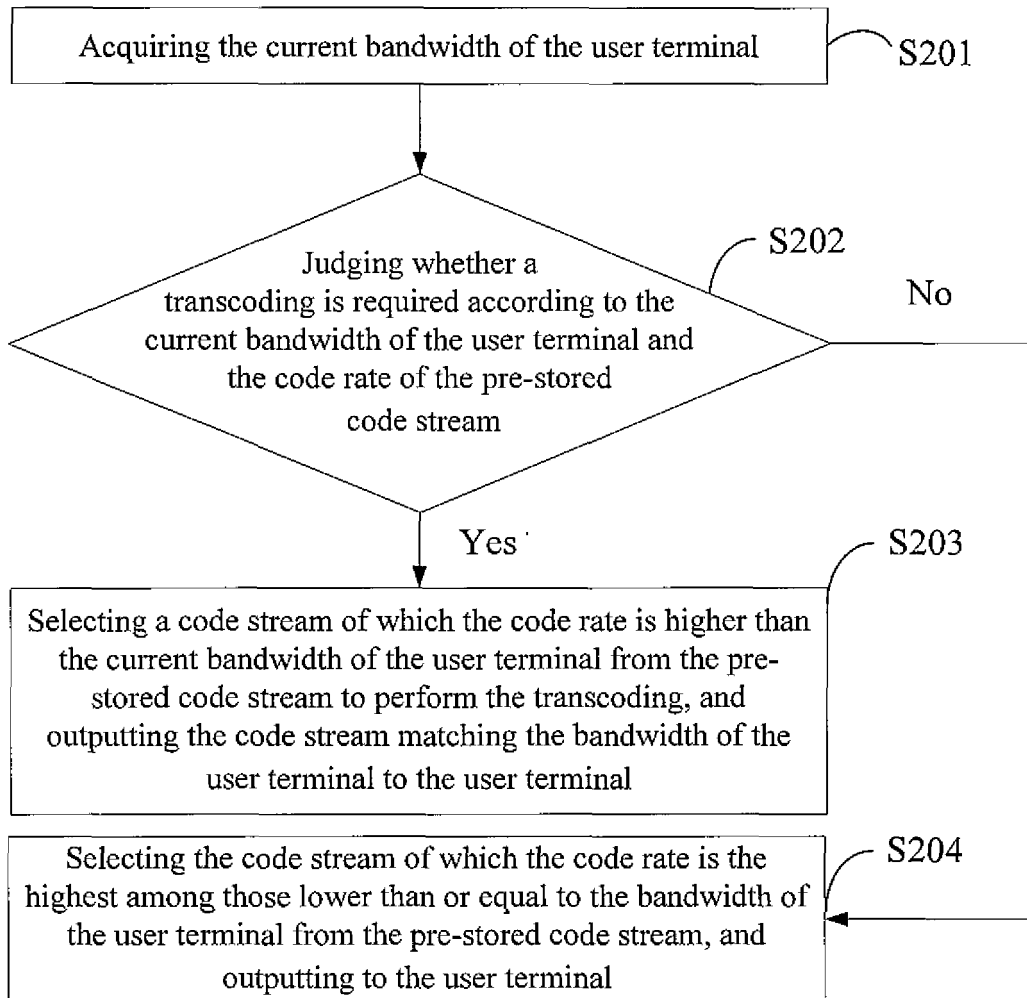 Acquiring the current bandwidth of the user terminal
S201
S202
Judging whether a
transcoding is required according to the
current bandwidth of the user terminal and
the code rate of the pre-stored
code stream
No
Yes
S203
Selecting a code stream of which the code rate is higher than
the current bandwidth of the user terminal from the pre-
stored code stream to perform the transcoding, and
outputting the code stream matching the bandwidth of the
user terminal to the user terminal
S204
Selecting the code stream of which the code rate is the
highest among those lower than or equal to the bandwidth of
the user terminal from the pre-stored code stream, and
outputting to the user terminal